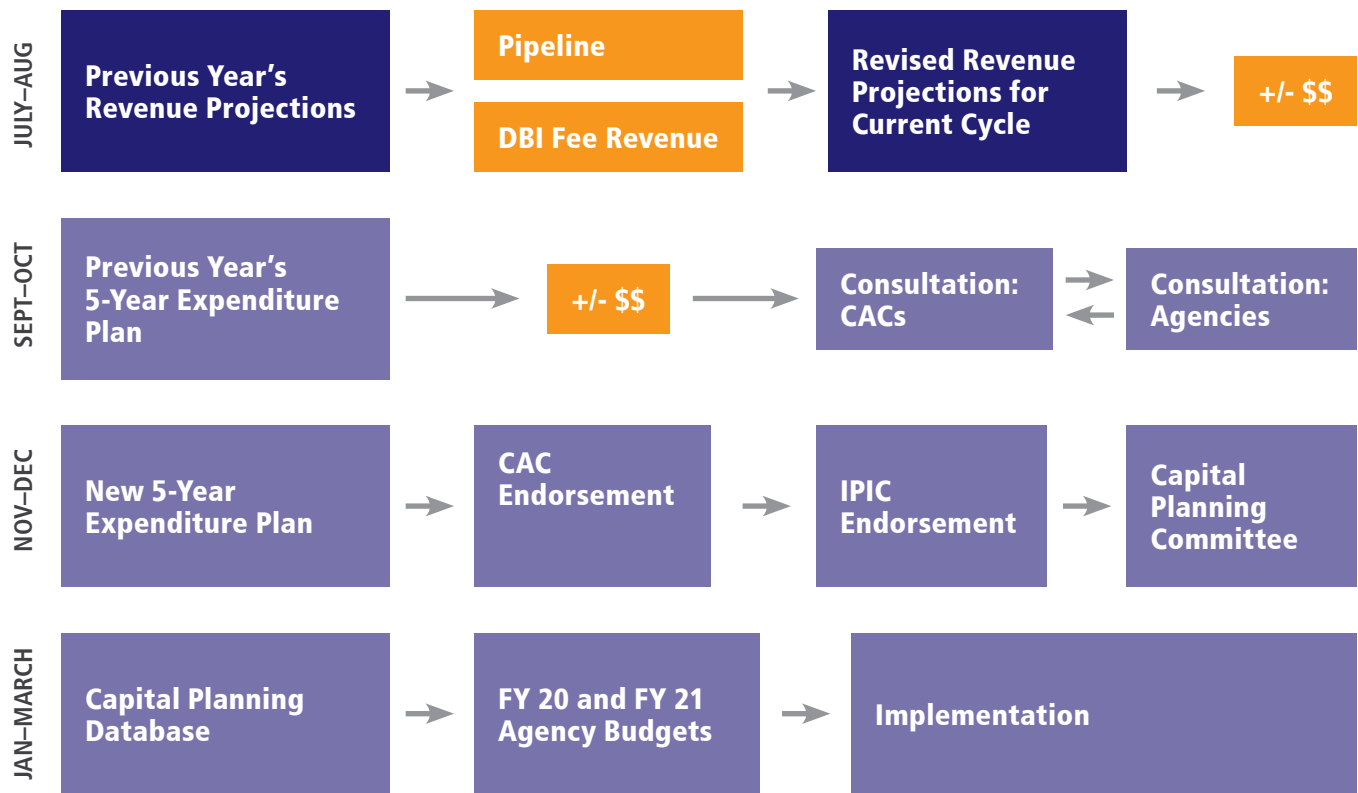 JULY–AUG
Previous Year's
Revenue Projections
Pipeline
DBI Fee Revenue
Revised Revenue
Projections for
Current Cycle
+/- $$
SEPT–OCT
Previous Year's
5-Year Expenditure
Plan
+/- $$
Consultation:
CACs
Consultation:
Agencies
NOV–DEC
New 5-Year
Expenditure Plan
CAC
Endorsement
IPIC
Endorsement
Capital
Planning
Committee
JAN–MARCH
Capital Planning
Database
FY 20 and FY 21
Agency Budgets
Implementation